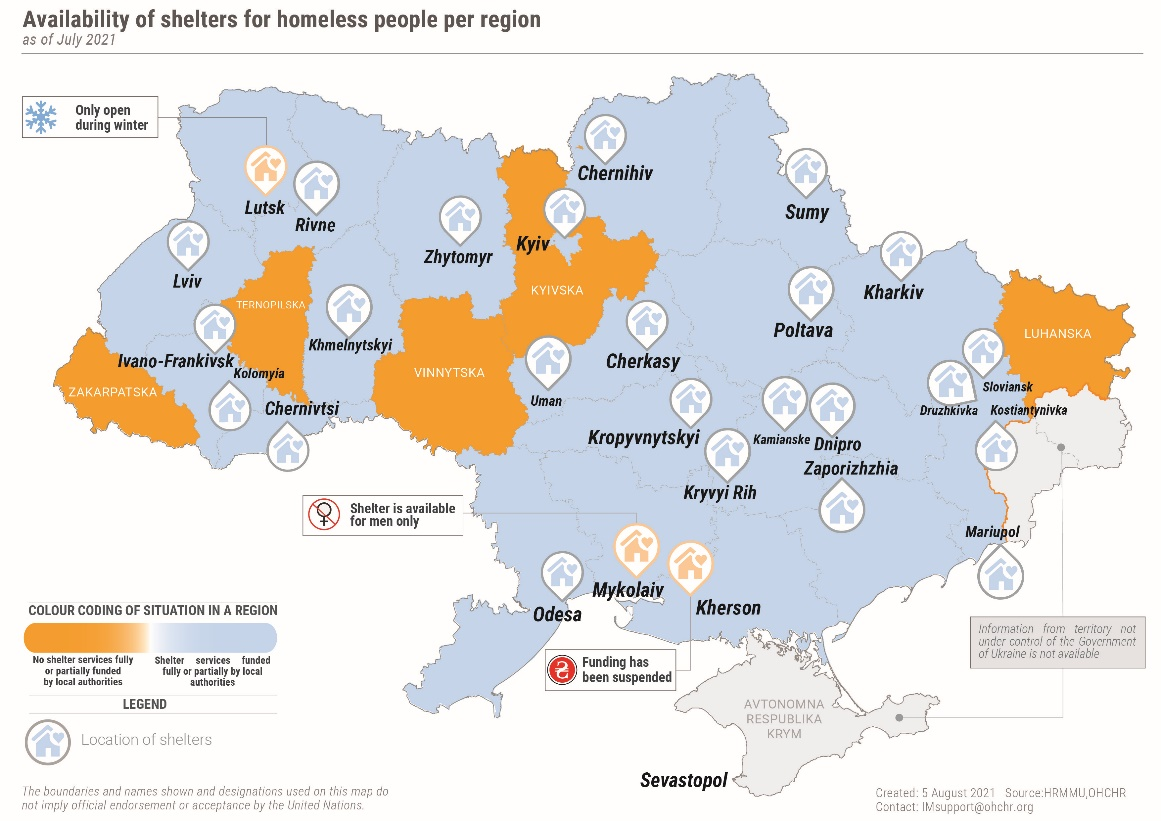 Availability of shelters for homeless people per region
as of July 2021
Only open
during winter
Chernihiv
Lutsk
Rivne
Sumy
Kyiv
Zhytomyr
Lviv
Kharkiv
KYIVSKA
TERNOPILSKA
Poltava
LUHANSKA
Khmelnytskyi
Ivano-Frankivsk
Cherkasy
Kolomyia
VINNYTSKA
ZAKARPATSKA
Sloviansk
Uman
Chernivtsi
Druzhkivka
Kostiantynivka
Kropyvnytskyi
Kamianske
Dnipro
Zaporizhzhia
Kryvyi Rih
Shelter is available
for men only
Mariupol
Mykolaiv
Kherson
Odesa
Information from territory not
under control of the Government
of Ukraine is not available
Funding has
been suspended
COLOUR CODING OF SITUATION IN A REGION
No shelter services fully
or partially funded
by local authorities
Shelter services funded
fully or partially by local
authorities
LEGEND
Location of shelters
AVTONOMNA
RESPUBLIKA
KRYM
Sevastopol
The boundaries and names shown and designations used on this map do
not imply official endorsement or acceptance by the United Nations.
Created: 5 August 2021 Source:HRMMU,OHCHR
Contact: IMsupport@ohchr.org